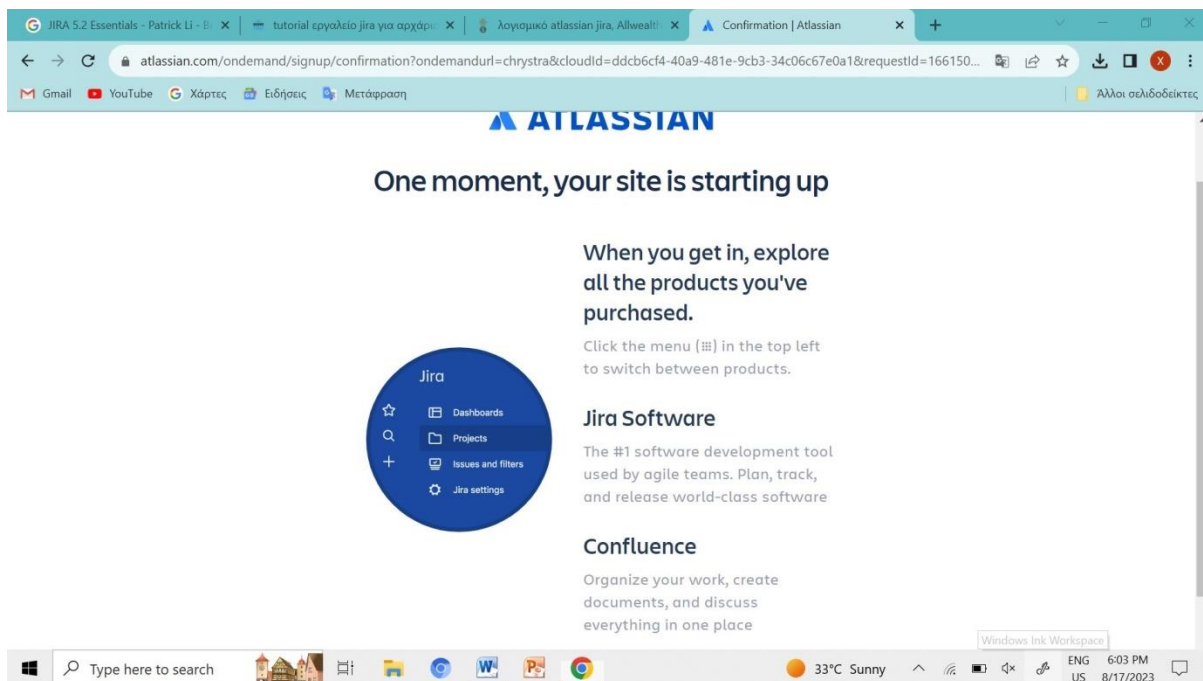 JIRA 5.2 Essentials - Patrick Li - B
tutorial εργαλείο jira για αρχάρι
λογισμικό atlassian jira, Allwealt
Confirmation | Atlassian
atlassian.com/ondemand/signup/confirmation?ondemandurl=chrystra&cloudId=ddcb6cf4-40a9-481e-9cb3-34c06c67e0a1&requestId=166150...
X
Gmail
YouTube
Χάρτες
Ειδήσεις
Μετάφραση
Άλλοι σελιδοδείκτες
ATLASSIAN
One moment, your site is starting up
When you get in, explore
all the products you've
purchased.
Click the menu (⁝⁝⁝) in the top left
to switch between products.
Jira
Dashboards
Projects
Issues and filters
Jira settings
Jira Software
The #1 software development tool
used by agile teams. Plan, track,
and release world-class software
Confluence
Organize your work, create
documents, and discuss
everything in one place
Windows Ink Workspace
Type here to search
33°C Sunny
ENG
US
6:03 PM
8/17/2023